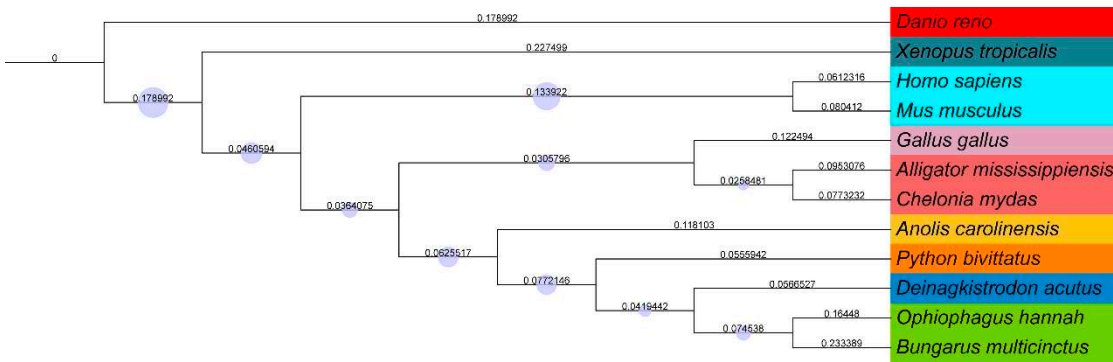 0.178992
Danio reno
0.227499
Xenopus tropicalis
0
0.0612316
Homo sapiens
0.178992
0.133922
0.080412
Mus musculus
0.122494
Gallus gallus
0.0460594
0.0305796
0.0953076
Alligator mississippiensis
0.0258481
0.0773232
Chelonia mydas
0.0364075
0.118103
Anolis carolinensis
0.0625517
0.0555942
Python bivittatus
0.0772146
0.0566527
Deinagkistrodon acutus
0.0419442
0.16448
Ophiophagus hannah
0.074538
0.233389
Bungarus multicinctus